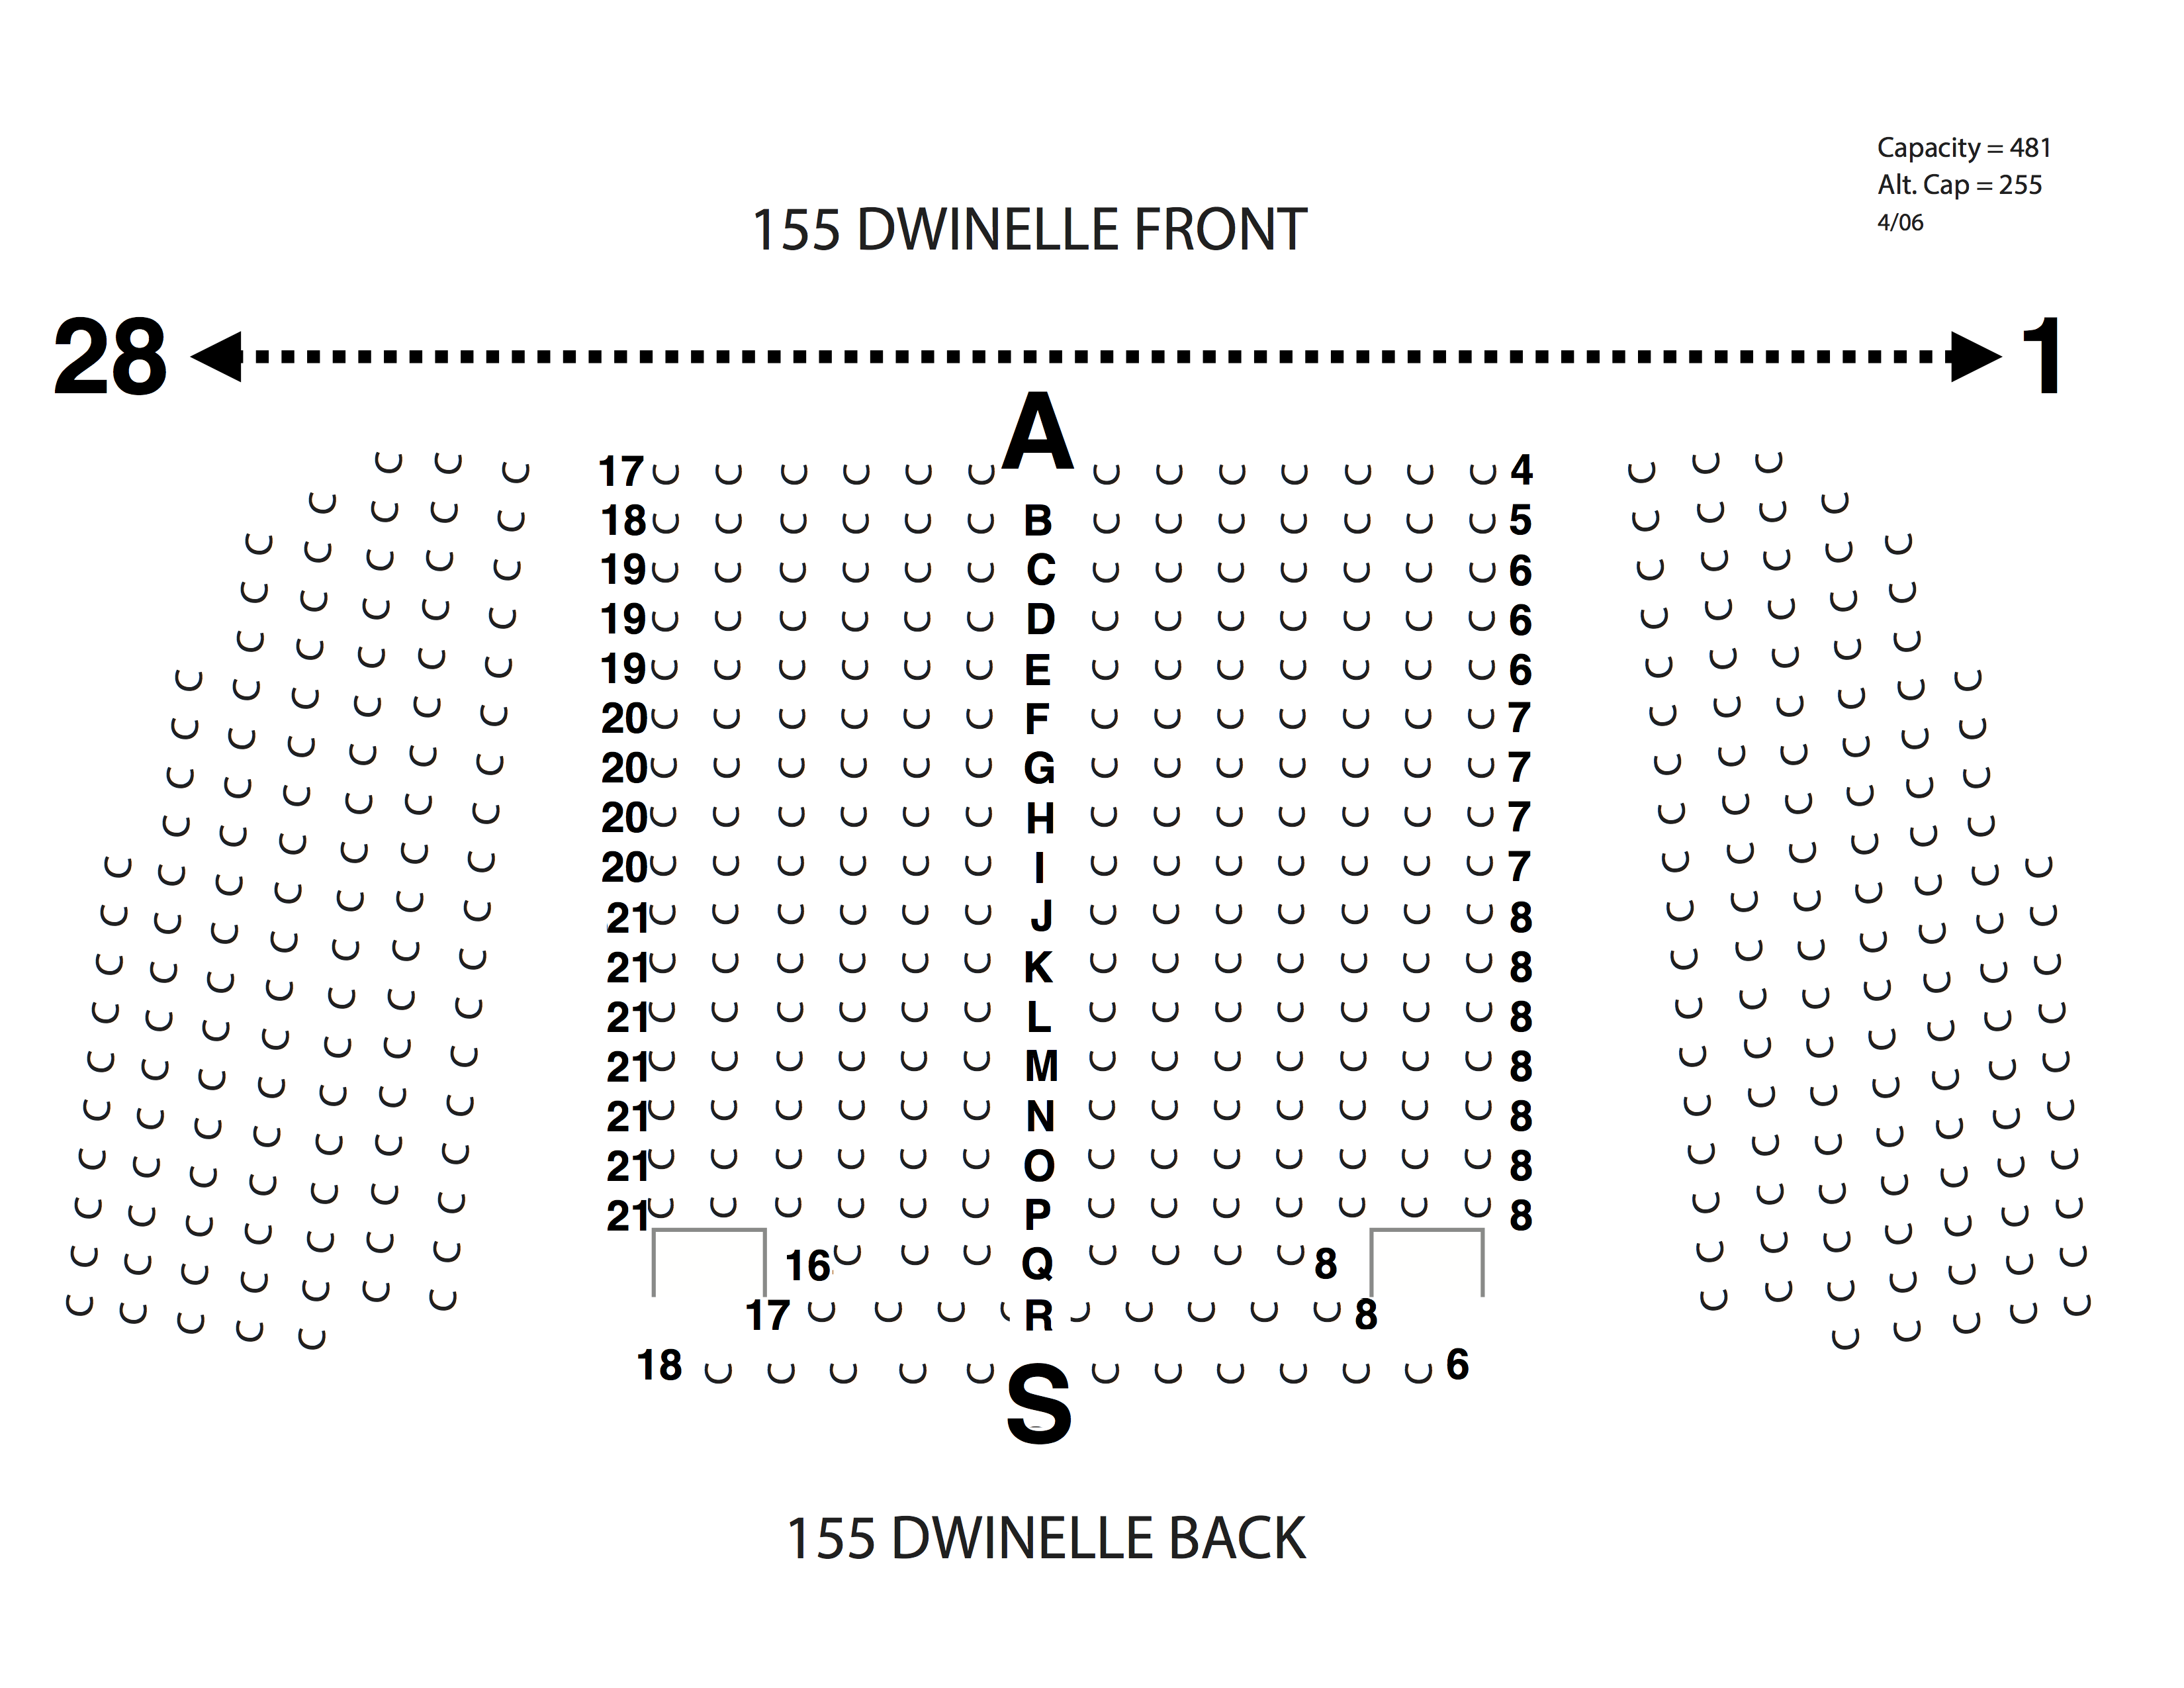 Capacity = 481
Alt. Cap = 255
4/06
155 DWINELLE FRONT
28 1
A
17 4
18 B 5
19 C 6
19 D 6
19 E 6
20 F 7
20 G 7
20 H 7
20 I 7
21 J 8
21 K 8
21 L 8
21 M 8
21 N 8
21 O 8
21 P 8
16 Q 8
17 R 8
18 6
S
155 DWINELLE BACK